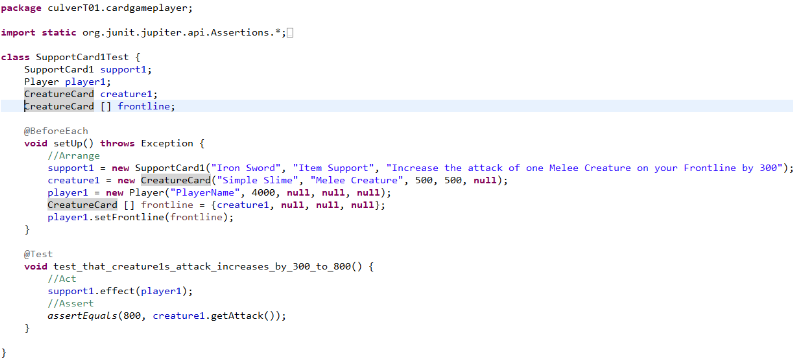 package culverT01.cardgameplayer;
import static org.junit.jupiter.api.Assertions.*;
class SupportCard1Test {
SupportCard1 support1;
Player player1;
CreatureCard creature1;
CreatureCard [] frontline;
@BeforeEach
void setUp() throws Exception {
//Arrange
support1 = new SupportCard1("Iron Sword", "Item Support", "Increase the attack of one Melee Creature on your Frontline by 300");
creature1 = new CreatureCard("Simple Slime", "Melee Creature", 500, 500, null);
player1 = new Player("PlayerName", 4000, null, null, null);
CreatureCard [] frontline = {creature1, null, null, null};
player1.setFrontline(frontline);
}
@Test
void test_that_creature1s_attack_increases_by_300_to_800() {
//Act
support1.effect(player1);
//Assert
assertEquals(800, creature1.getAttack());
}
}